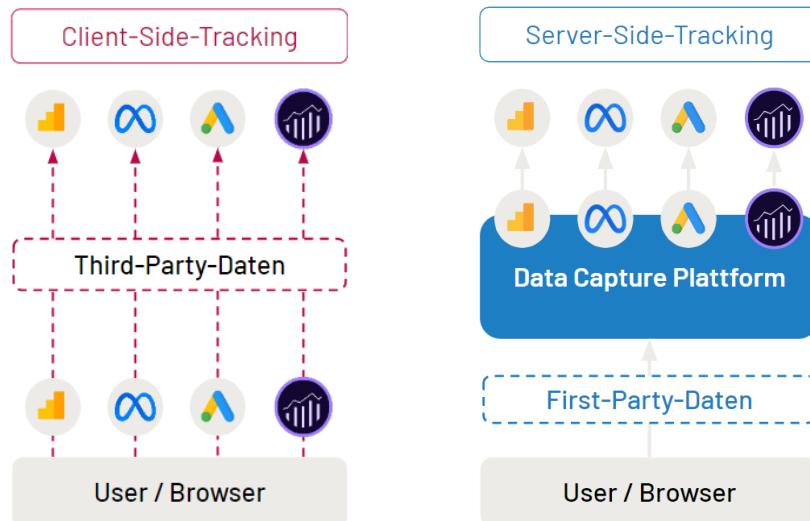 Client-Side-Tracking
Third-Party-Daten
User / Browser
Server-Side-Tracking
Data Capture Plattform
First-Party-Daten
User / Browser